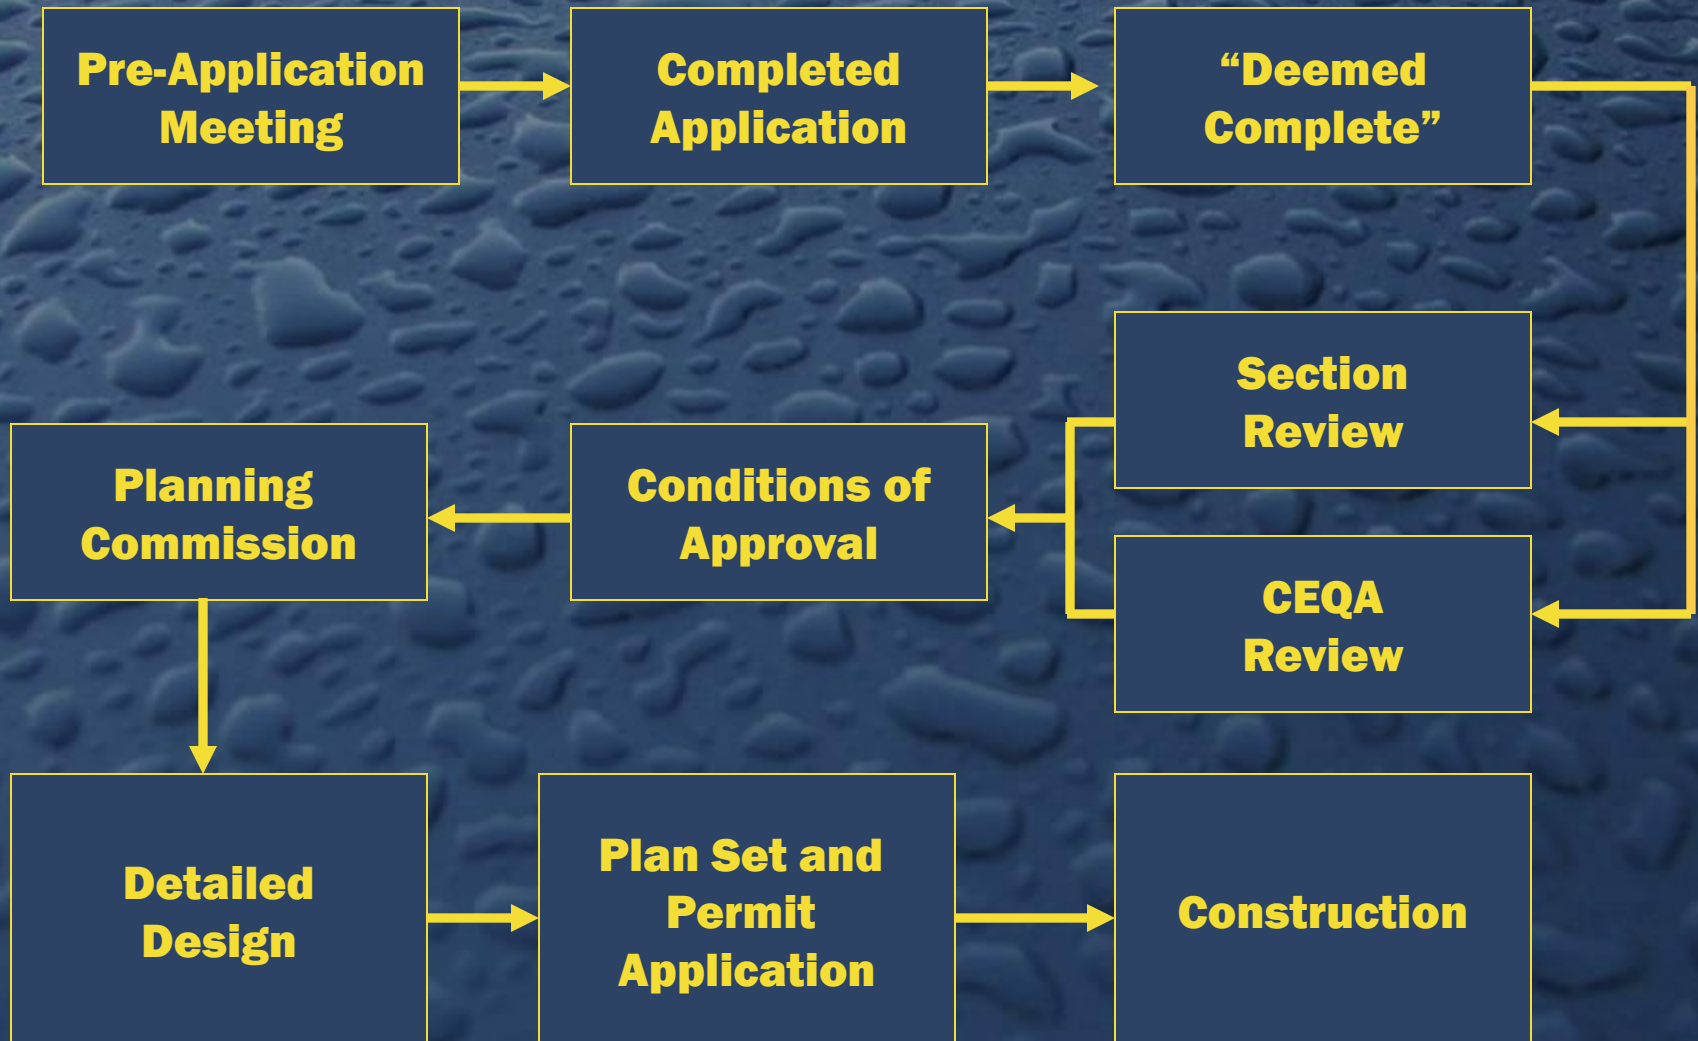 Pre-Application
Meeting
Completed
Application
“Deemed
Complete”
Section
Review
CEQA
Review
Conditions of
Approval
Planning
Commission
Detailed
Design
Plan Set and
Permit
Application
Construction